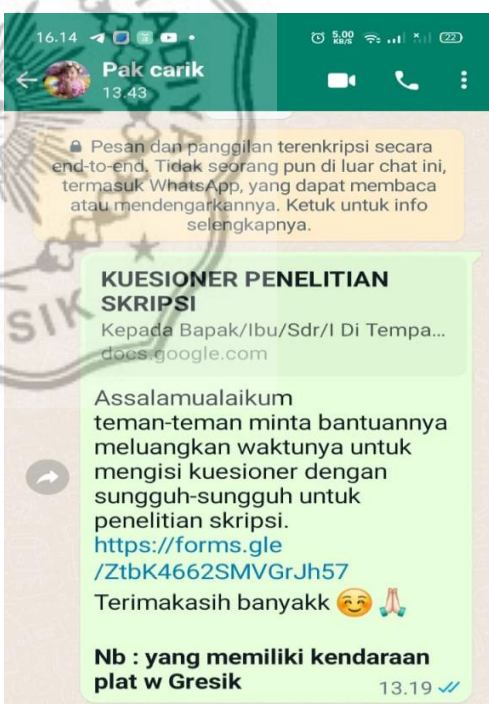 16.14
5.00 KB/S
22
Pak carik
13.43
Pesan dan panggilan terenkripsi secara
end-to-end. Tidak seorang pun di luar chat ini,
termasuk WhatsApp, yang dapat membaca
atau mendengarkannya. Ketuk untuk info
selengkapnya.
KUESIONER PENELITIAN
SKRIPSI
Kepada Bapak/Ibu/Sdr/I Di Tempa...
docs.google.com
Assalamualaikum
teman-teman minta bantuannya
meluangkan waktunya untuk
mengisi kuesioner dengan
sungguh-sungguh untuk
penelitian skripsi.
https://forms.gle
/ZtbK4662SMVGrJh57
Terimakasih banyakk ☺️ 🙏
Nb : yang memiliki kendaraan
plat w Gresik
13.19